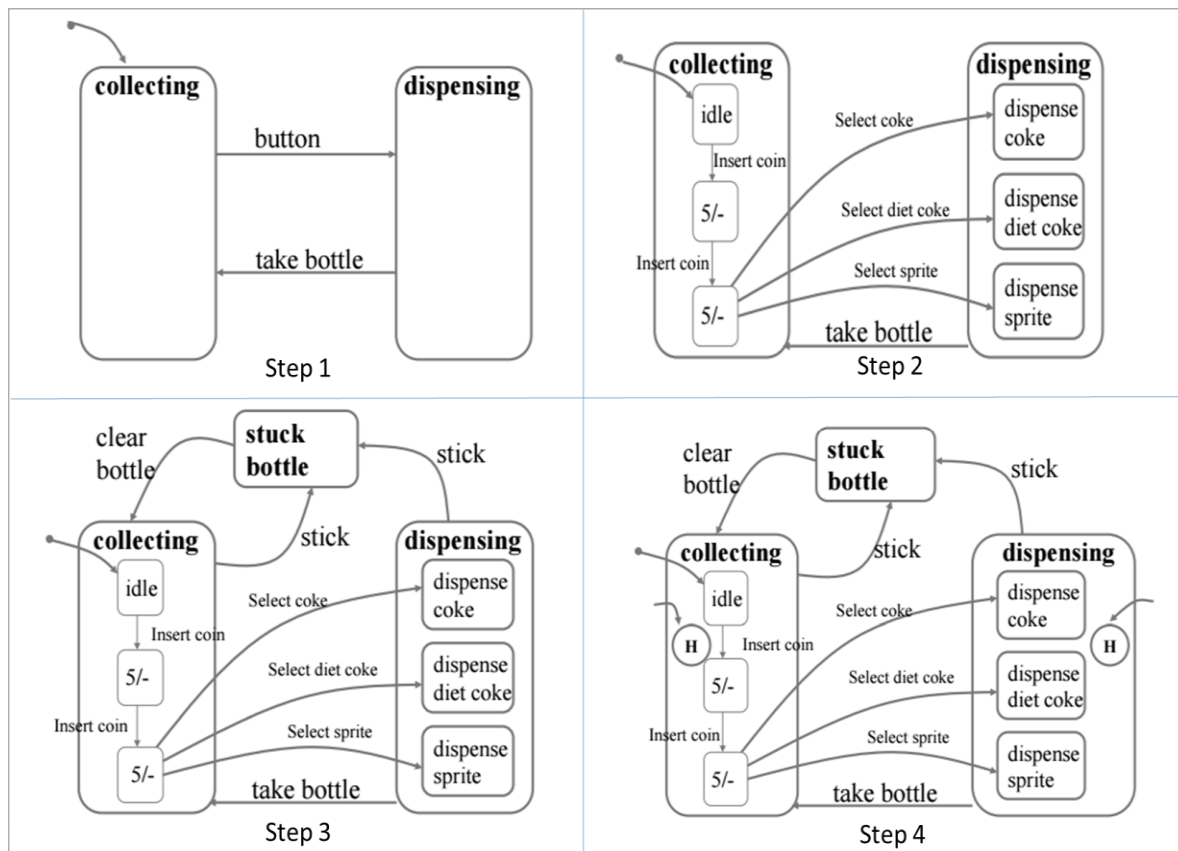 collecting
dispensing
button
take bottle
Step 1
collecting
dispensing
idle
Insert coin
5/-
Insert coin
5/-
Select coke
Select diet coke
Select sprite
dispense
coke
dispense
diet coke
dispense
sprite
take bottle
Step 2
clear
bottle
stuck
bottle
stick
stick
collecting
dispensing
idle
Insert coin
5/-
Insert coin
5/-
Select coke
Select diet coke
Select sprite
dispense
coke
dispense
diet coke
dispense
sprite
take bottle
Step 3
clear
bottle
stuck
bottle
stick
stick
collecting
dispensing
idle
H
Insert coin
5/-
Insert coin
5/-
Select coke
Select diet coke
Select sprite
dispense
coke
H
dispense
diet coke
dispense
sprite
take bottle
Step 4